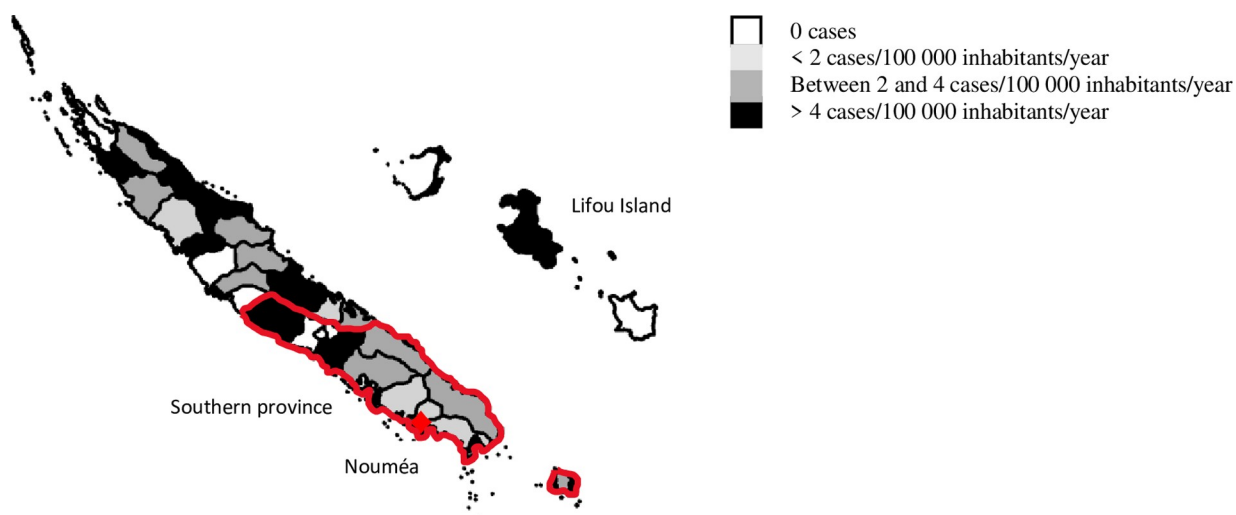 0 cases
< 2 cases/100 000 inhabitants/year
Between 2 and 4 cases/100 000 inhabitants/year
> 4 cases/100 000 inhabitants/year
Lifou Island
Southern province
Nouméa